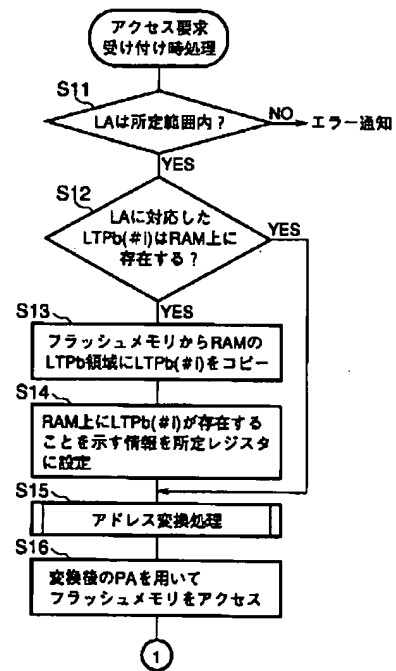 アクセス要求
受け付け時処理
S11
LAは所定範囲内？
NO
エラー通知
YES
S12
LAに対応した
LTPb(#i)はRAM上に
存在する？
YES
YES
S13
フラッシュメモリからRAMの
LTPb領域にLTPb(#i)をコピー
S14
RAM上にLTPb(#i)が存在する
ことを示す情報を所定レジスタ
に設定
S15
アドレス変換処理
S16
変換後のPAを用いて
フラッシュメモリをアクセス
1